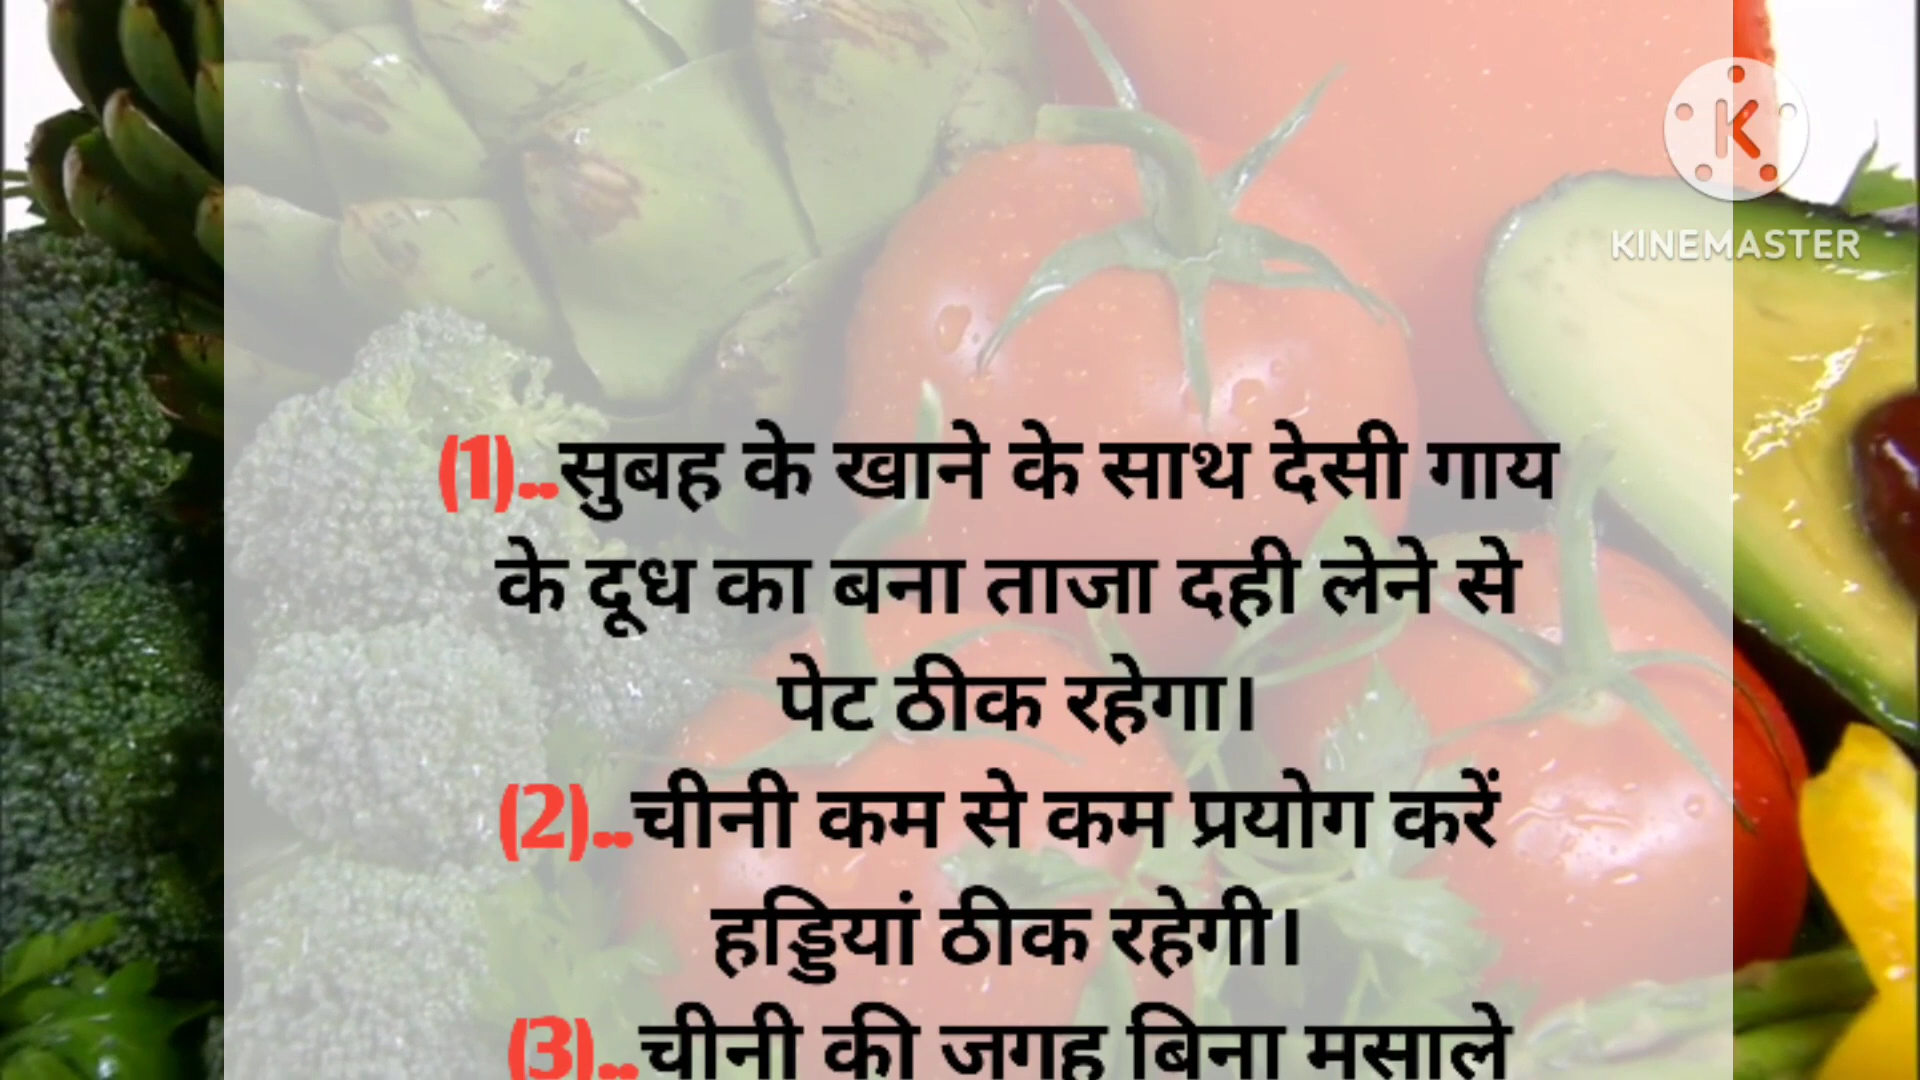 KINEMASTER
(1)..सुबह के खाने के साथ देसी गाय
के दूध का बना ताजा दही लेने से
पेट ठीक रहेगा।
(2)..चीनी कम से कम प्रयोग करें
हड्डियां ठीक रहेगी।
(3)..चीनी की जगह बिना मसाले